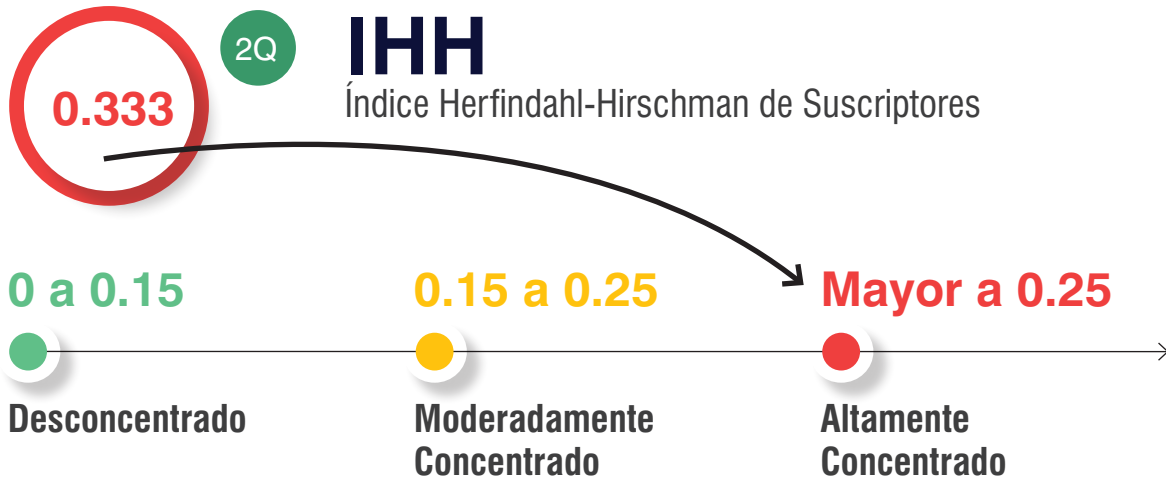 0.333
2Q
IHH
Índice Herfindahl-Hirschman de Suscriptores
0 a 0.15
0.15 a 0.25
Mayor a 0.25
Desconcentrado
Moderadamente
Concentrado
Altamente
Concentrado